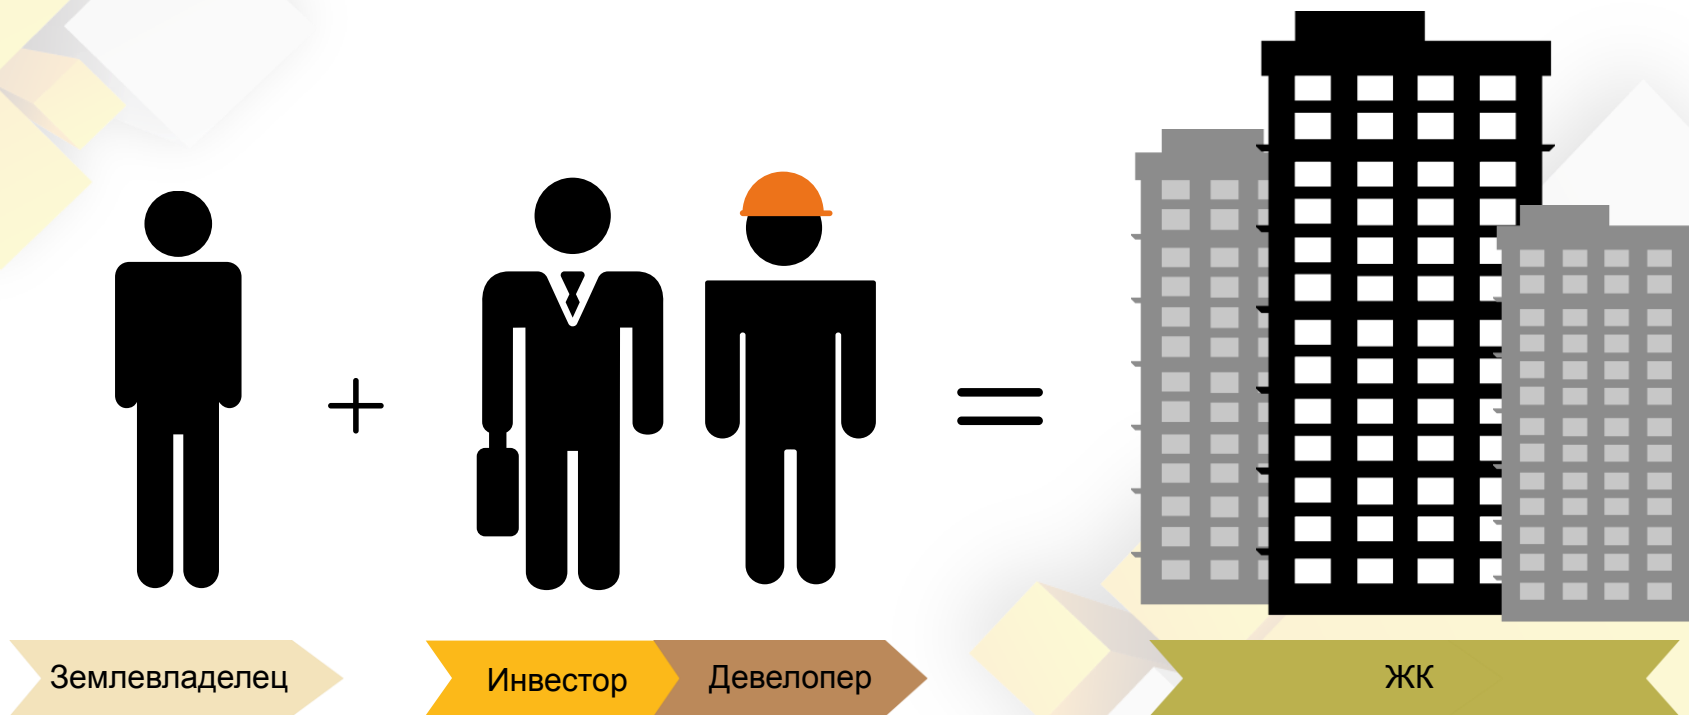 Землевладелец
Инвестор
Девелопер
ЖК